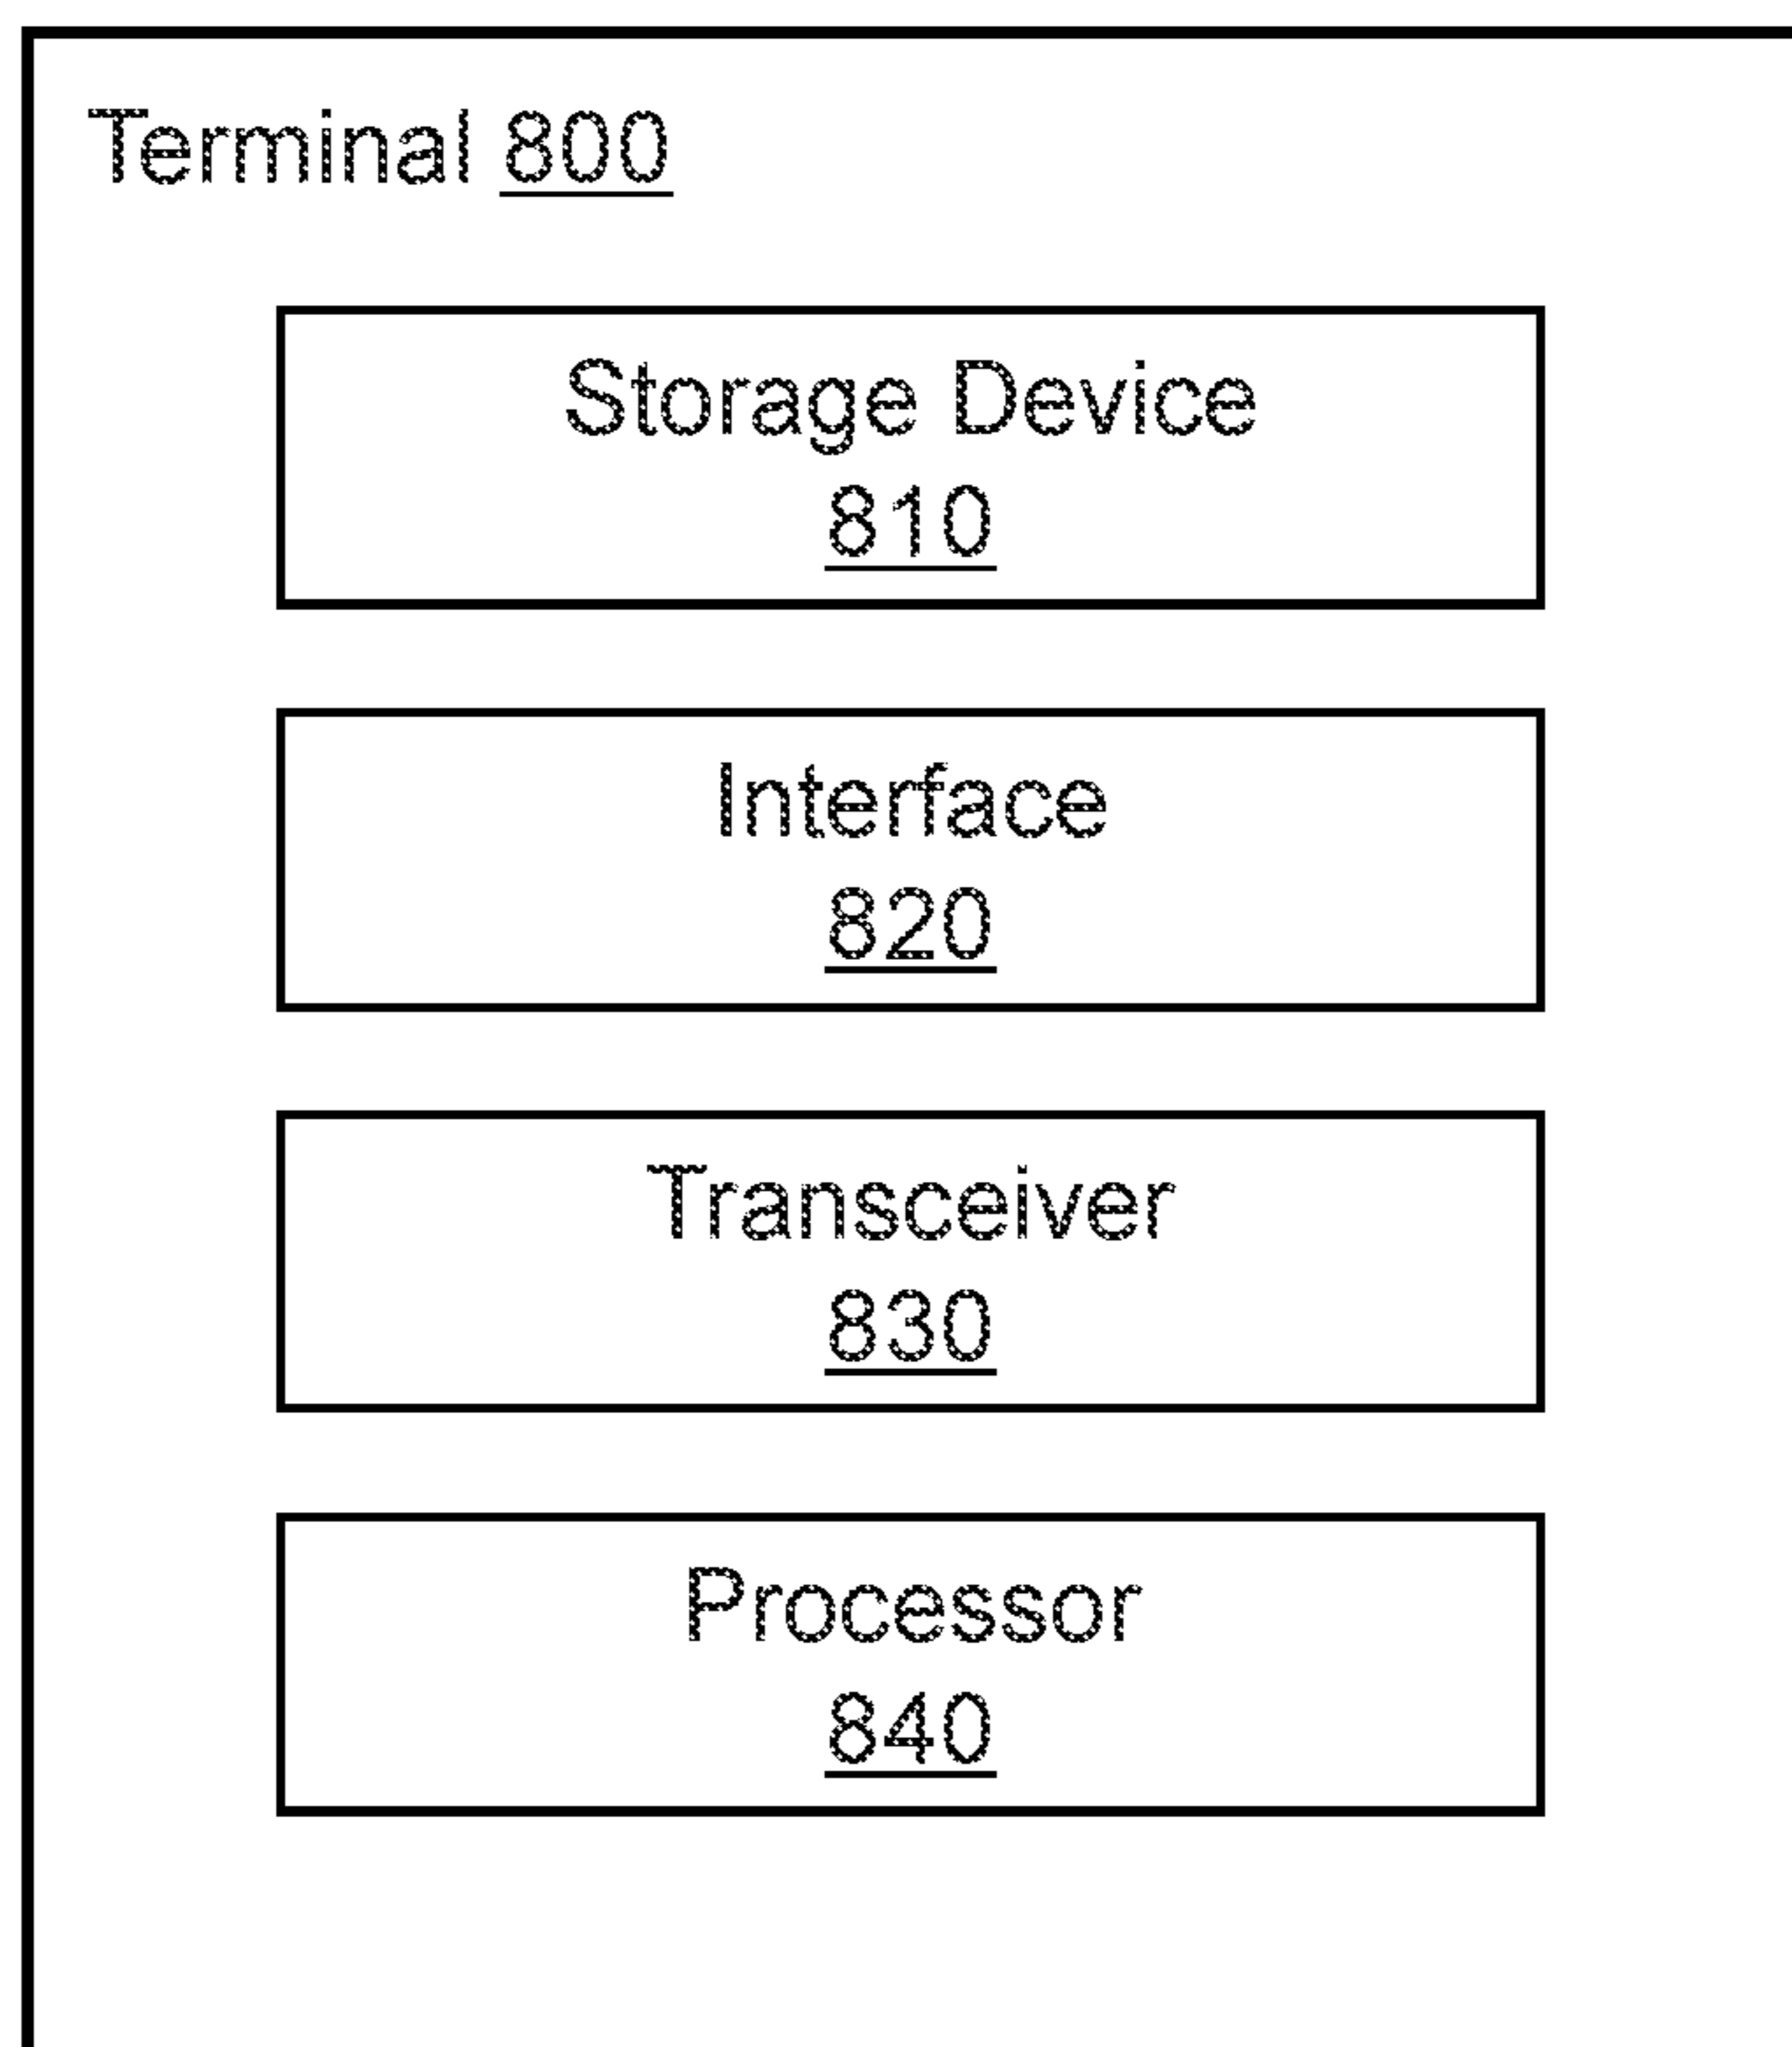 Terminal 800
Storage Device
810
Interface
820
Transceiver
830
Processor
840